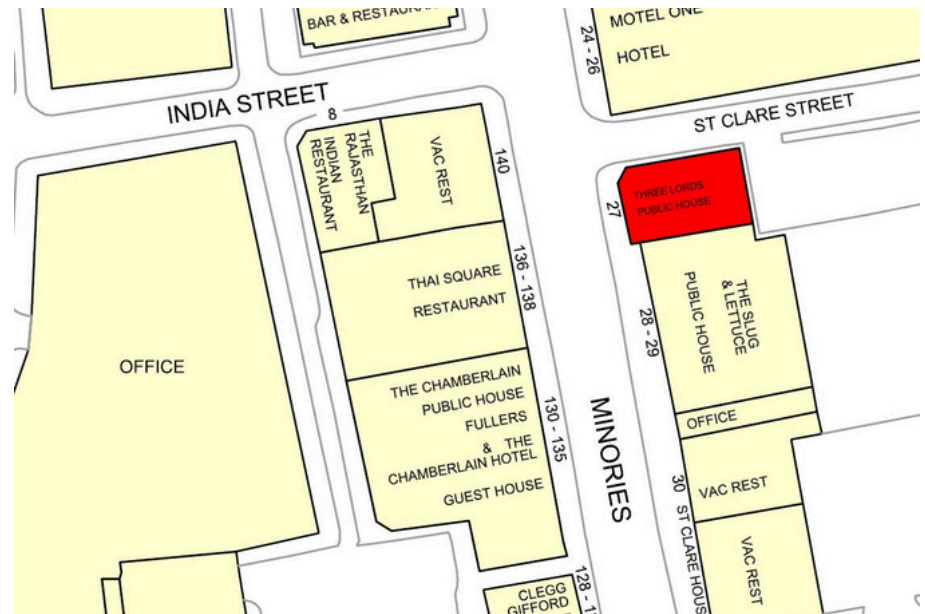 BAR & RESTAURAN
24 - 26
MOTEL ONE
HOTEL
INDIA STREET
ST CLARE STREET
8
THE
RAJASTHAN
INDIAN
RESTAURANT
VAC REST
140
27
THREE LORDS
PUBLIC HOUSE
THAI SQUARE
RESTAURANT
136 - 138
28 - 29
THE SLUG
& LETTUCE
PUBLIC HOUSE
OFFICE
THE CHAMBERLAIN
PUBLIC HOUSE
FULLERS
& THE
CHAMBERLAIN HOTEL
GUEST HOUSE
130 - 135
MINORIES
OFFICE
30 ST CLARE HOUS
VAC REST
VAC REST
CLEGG
GIFFORD
128 - 1